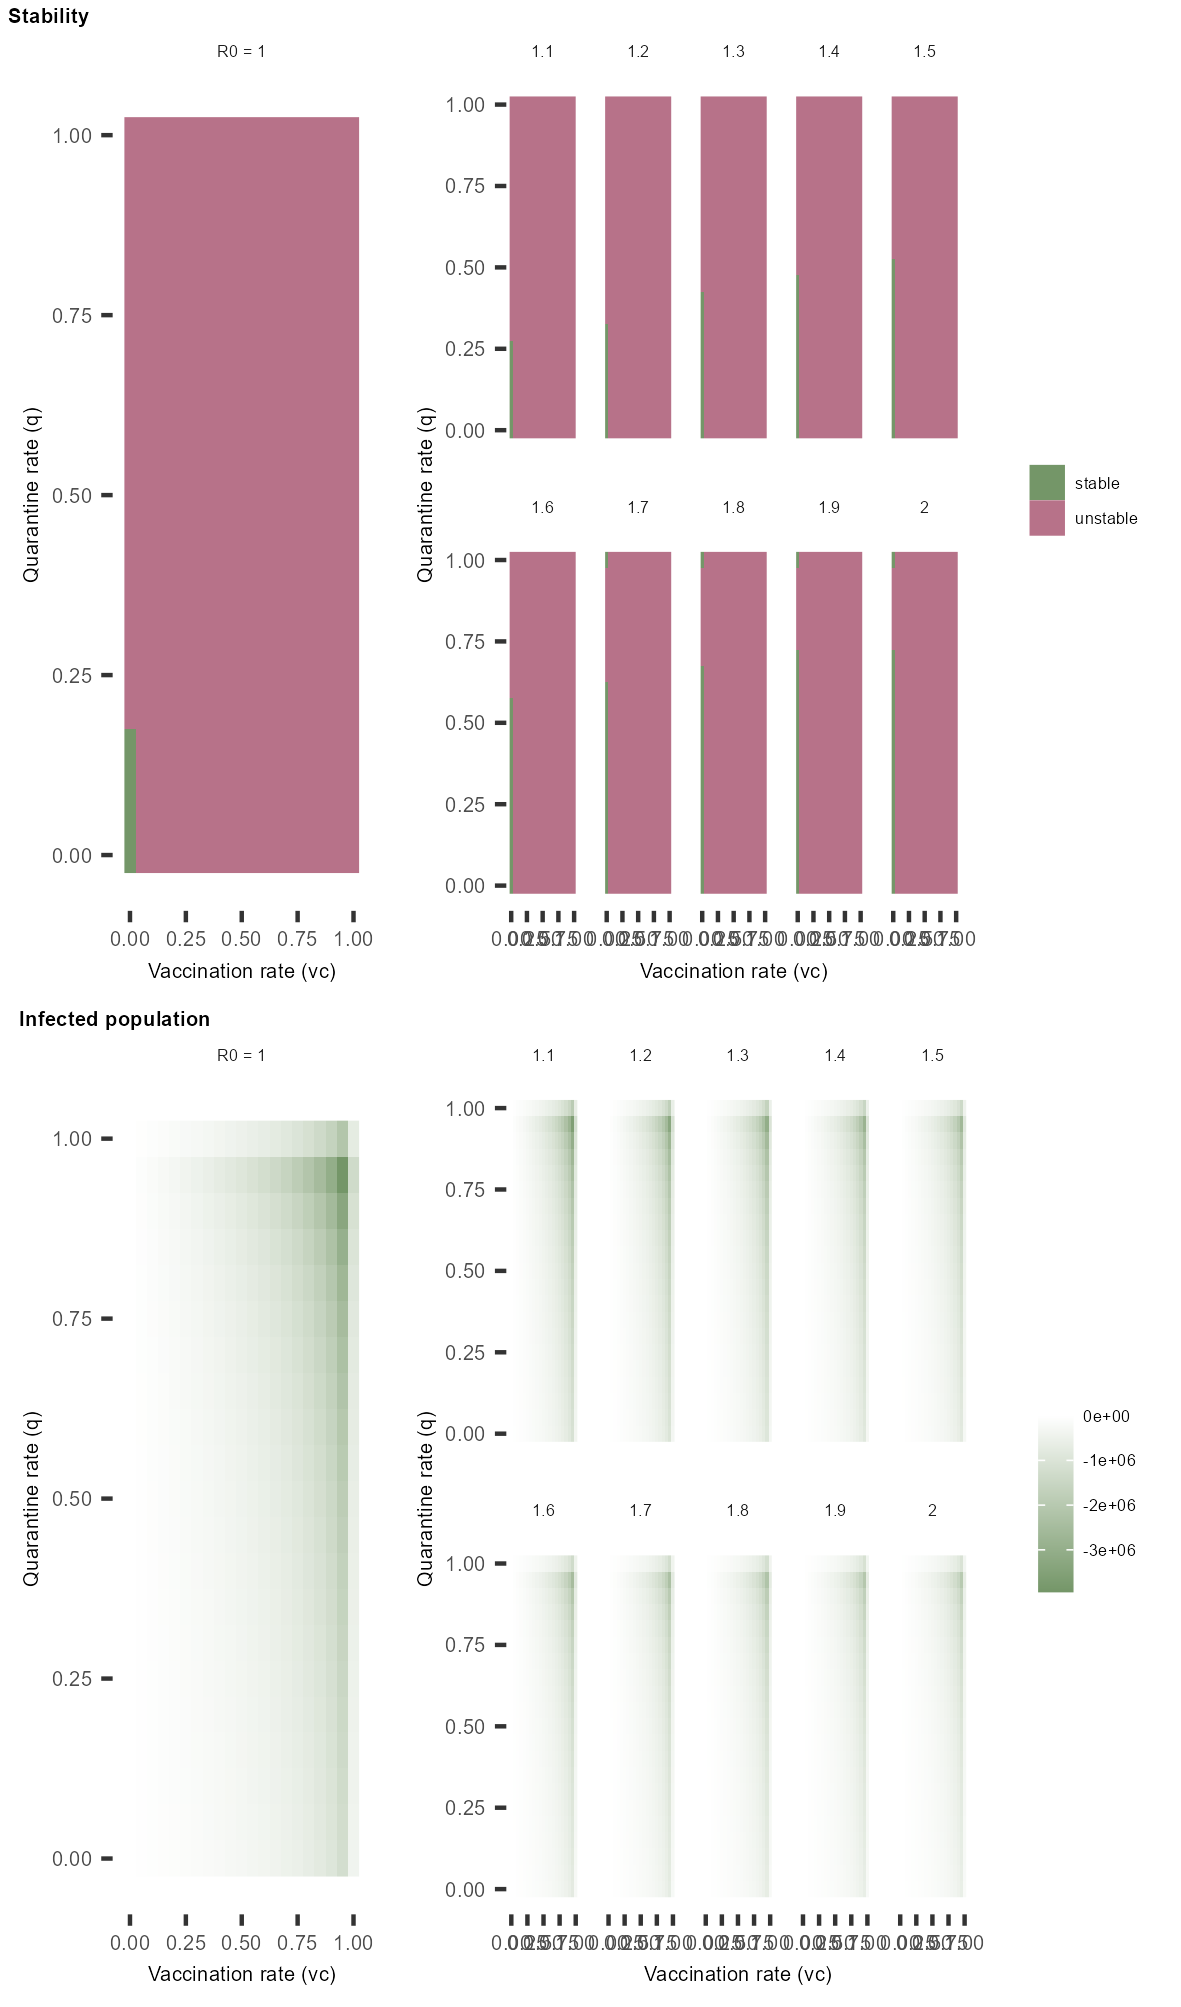 Stability
R0 = 1
1.1 1.2 1.3 1.4 1.5
1.00
0.75
0.50
0.25
0.00
Quarantine rate (q)
0.00 0.25 0.50 0.75 1.00
Vaccination rate (vc)
1.00
0.75
0.50
0.25
0.00
Quarantine rate (q)
1.6 1.7 1.8 1.9 2
1.00
0.75
0.50
0.25
0.00
Vaccination rate (vc)
stable
unstable
Infected population
R0 = 1
1.1 1.2 1.3 1.4 1.5
1.00
0.75
0.50
0.25
0.00
Quarantine rate (q)
0.00 0.25 0.50 0.75 1.00
Vaccination rate (vc)
1.00
0.75
0.50
0.25
0.00
Quarantine rate (q)
1.6 1.7 1.8 1.9 2
1.00
0.75
0.50
0.25
0.00
Vaccination rate (vc)
0e+00
-1e+06
-2e+06
-3e+06